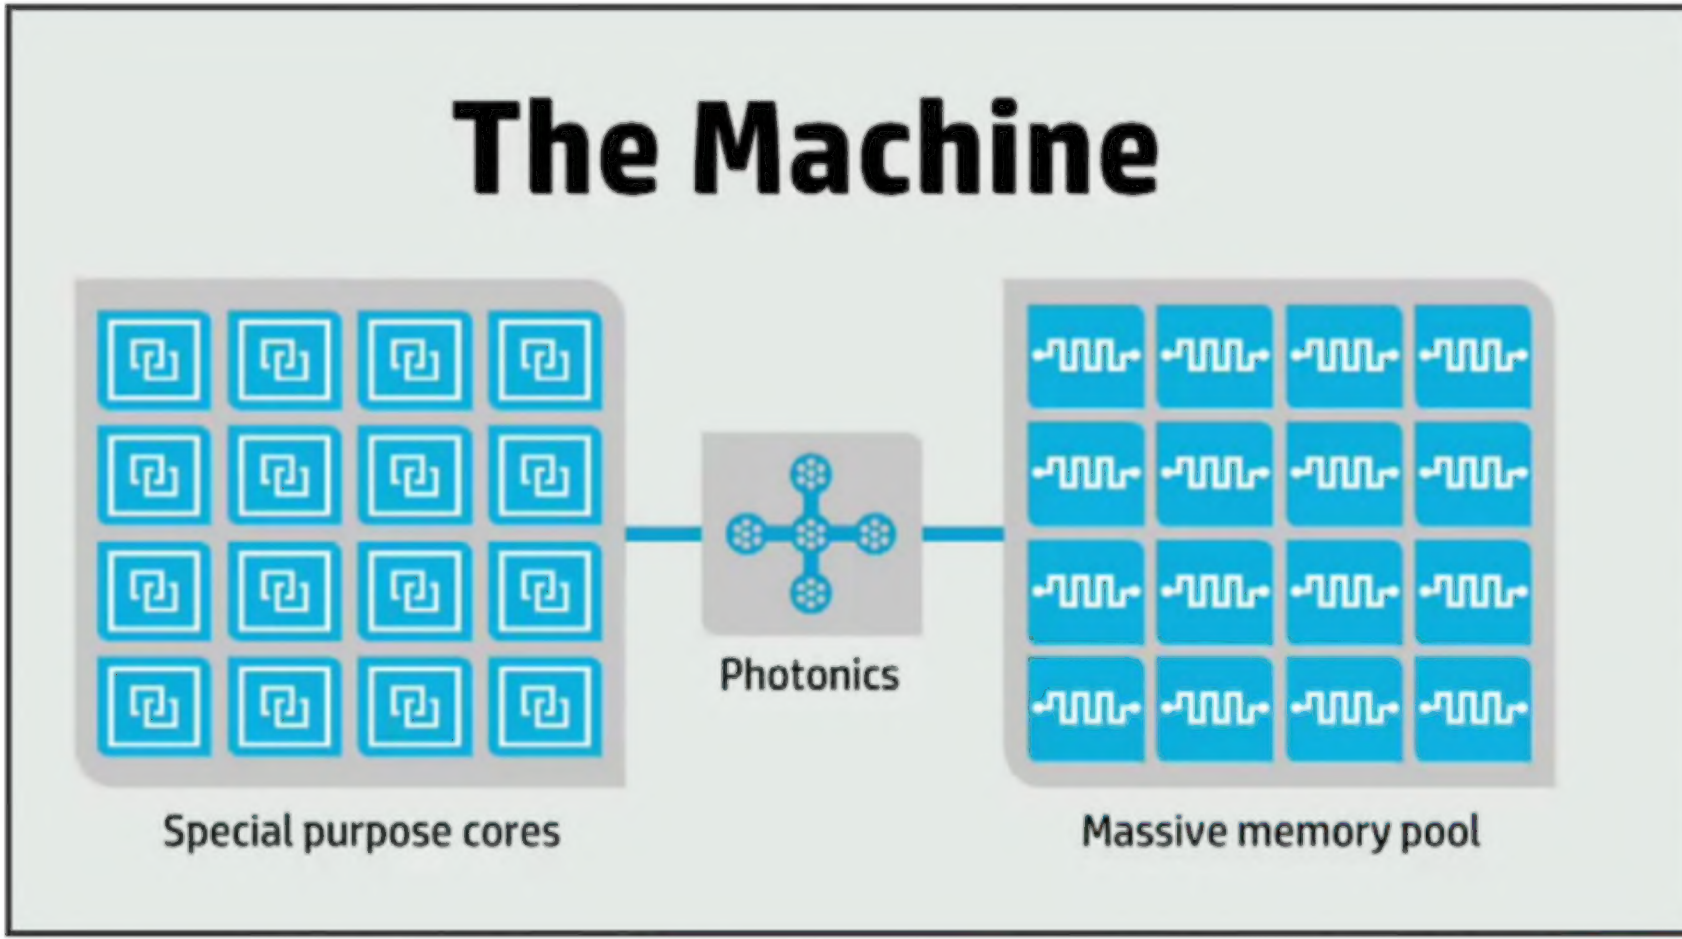 The Machine
Photonics
Special purpose cores
Massive memory pool